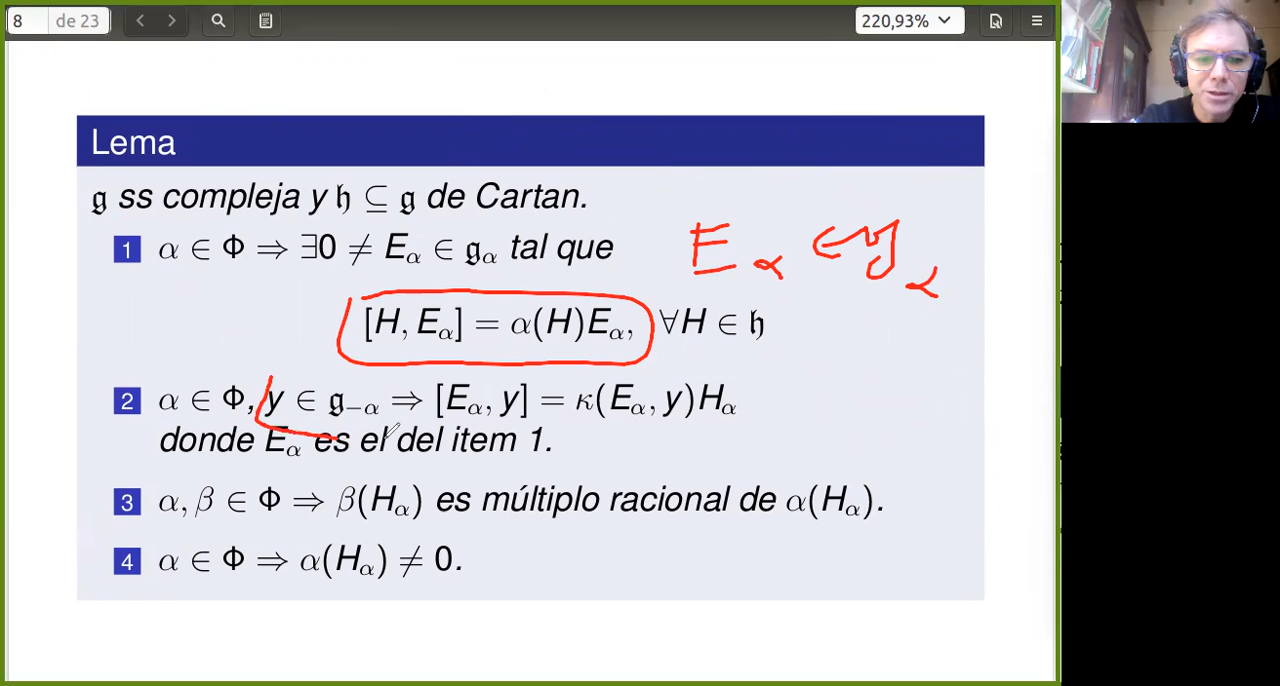 8 de 23 220,93%
Lema
𝔤 ss compleja y 𝔥 ⊆ 𝔤 de Cartan.
1 α ∈ Φ ⇒ ∃0 ≠ E_α ∈ 𝔤_α tal que
E_α ∈ 𝔤_α
[H, E_α] = α(H)E_α, ∀H ∈ 𝔥
2 α ∈ Φ, y ∈ 𝔤_{−α} ⇒ [E_α, y] = κ(E_α, y)H_α
donde E_α es el del item 1.
3 α, β ∈ Φ ⇒ β(H_α) es múltiplo racional de α(H_α).
4 α ∈ Φ ⇒ α(H_α) ≠ 0.